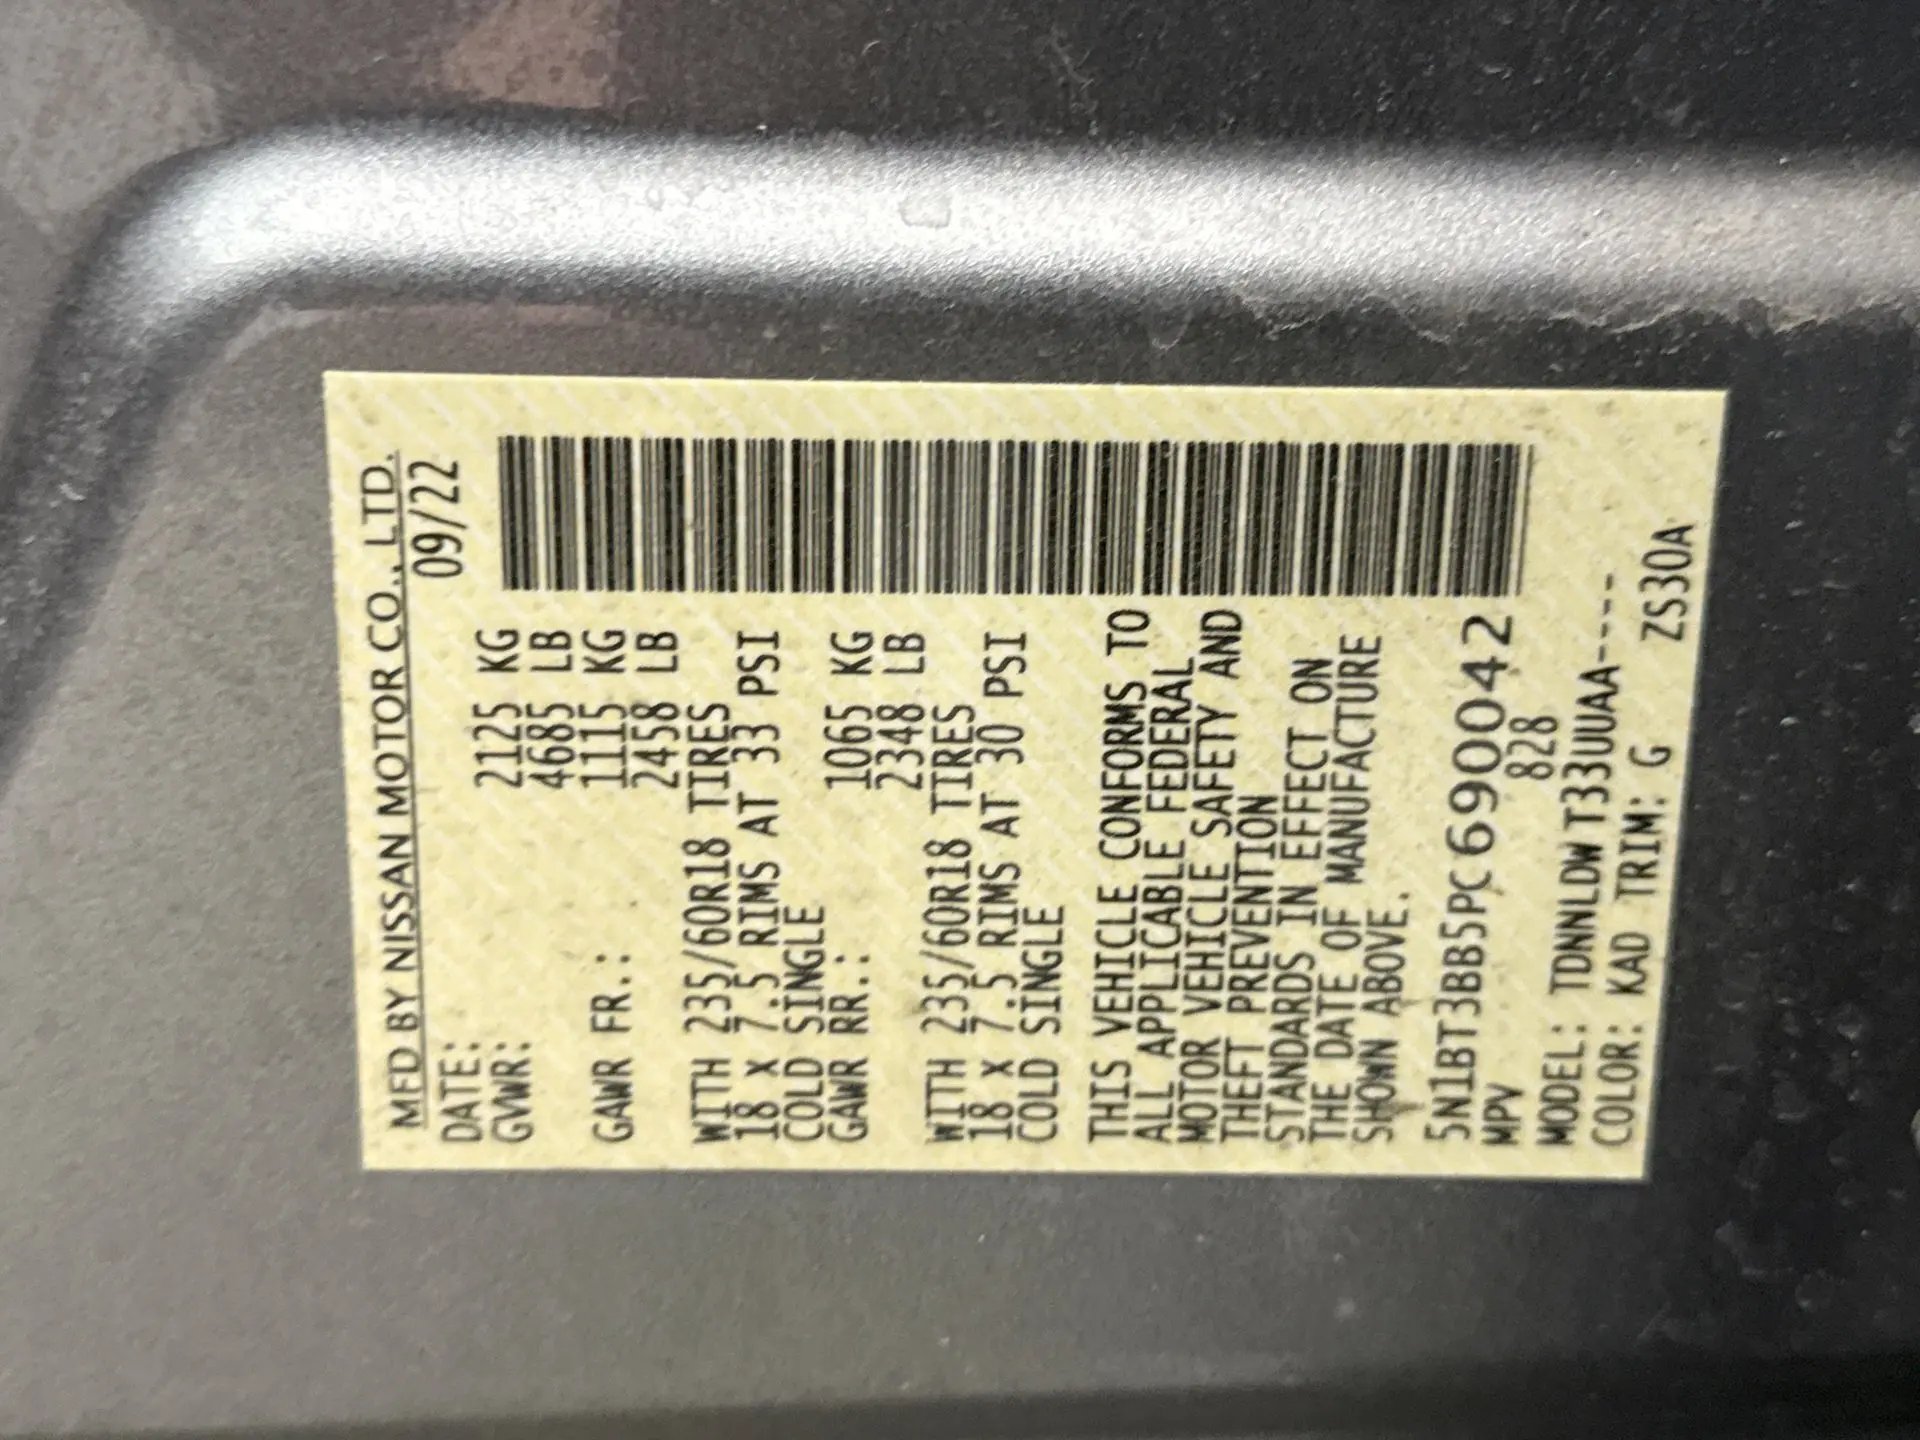 MFD BY NISSAN MOTOR CO., LTD.
DATE: 09/22
GVWR: 2125 KG
4685 LB
GAWR FR.: 1115 KG
2458 LB
WITH 235/60R18 TIRES
18 X 7.5 RIMS AT 33 PSI
COLD SINGLE
GAWR RR.: 1065 KG
2348 LB
WITH 235/60R18 TIRES
18 X 7.5 RIMS AT 30 PSI
COLD SINGLE
THIS VEHICLE CONFORMS TO
ALL APPLICABLE FEDERAL
MOTOR VEHICLE SAFETY AND
THEFT PREVENTION
STANDARDS IN EFFECT ON
THE DATE OF MANUFACTURE
SHOWN ABOVE.
5N1BT3BB5PC690042
MPV 828
MODEL: TDNNLDW T33UUAA----
COLOR: KAD TRIM: G ZS30A